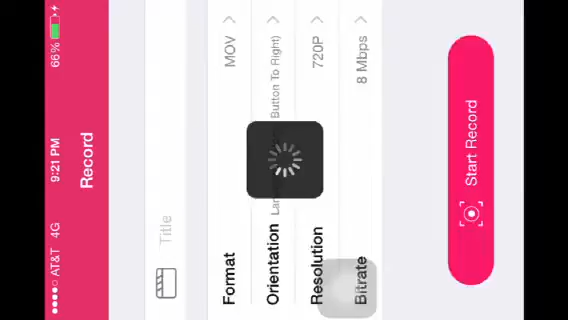 AT&T 4G 9:21 PM 66%
Record
Title
Format MOV
Orientation Button To Right)
Resolution 720P
Bitrate 8 Mbps
Start Record